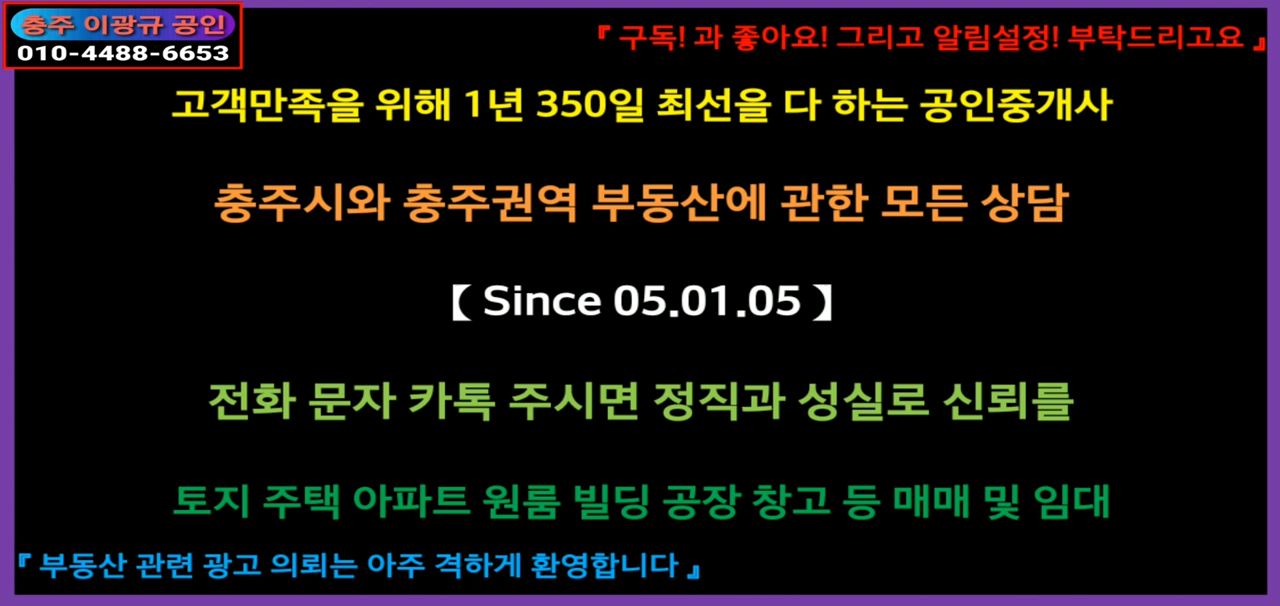 충주 이광규 공인
010-4488-6653
『 구독! 과 좋아요! 그리고 알림설정! 부탁드리고요 』
고객만족을 위해 1년 350일 최선을 다 하는 공인중개사
충주시와 충주권역 부동산에 관한 모든 상담
【 Since 05.01.05 】
전화 문자 카톡 주시면 정직과 성실로 신뢰를
토지 주택 아파트 원룸 빌딩 공장 창고 등 매매 및 임대
『 부동산 관련 광고 의뢰는 아주 격하게 환영합니다 』